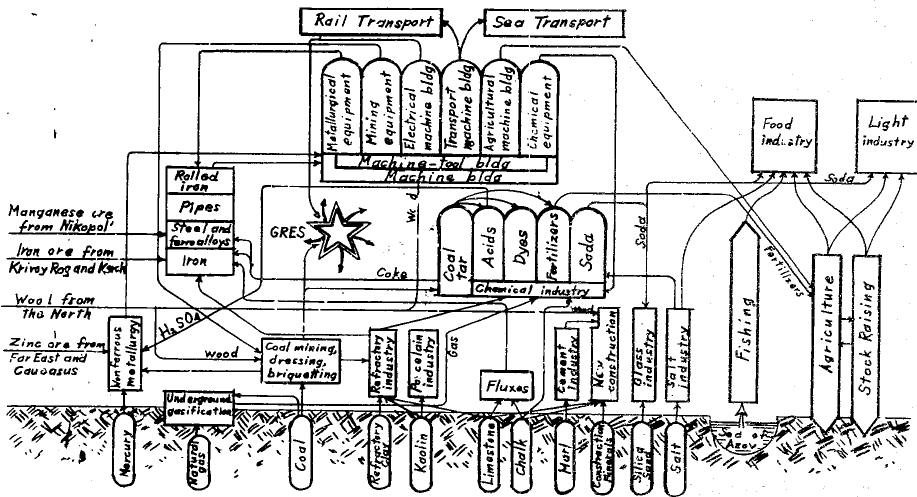 Rail Transport
Sea Transport
Metallurgical
equipment
Mining
equipment
Electrical
machine bldg
Transport
machine bldg
Agricultural
machine bldg
Chemical
equipment
Machine-tool bldg
Machine bldg
Food
industry
Light
industry
Soda
Rolled
iron
Pipes
Steel and
ferroalloys
Iron
Manganese ore
from Nikopol'
Iron ore from
Krivoy Rog and Kerch
Wool from
The North
Zinc ore from
Far East and
Caucasus
GRES
Coke
Coal
tar
Acids
Dyes
Fertilizers
Soda
Chemical industry
Soda
Fertilizers
H2SO4
Wood
Gas
Nonferrous
metallurgy
Underground
gasification
Coal mining,
dressing,
briquetting
Refractory
industry
Porcelain
industry
Fluxes
Cement
industry
New
construction
Glass
industry
Salt
industry
Fishing
Agriculture
Stock Raising
Mercury
Natural
gas
Coal
Refractory
clay
Kaolin
Limestone
Chalk
Marl
Construction
Minerals
Silica
sand
Salt
Azov